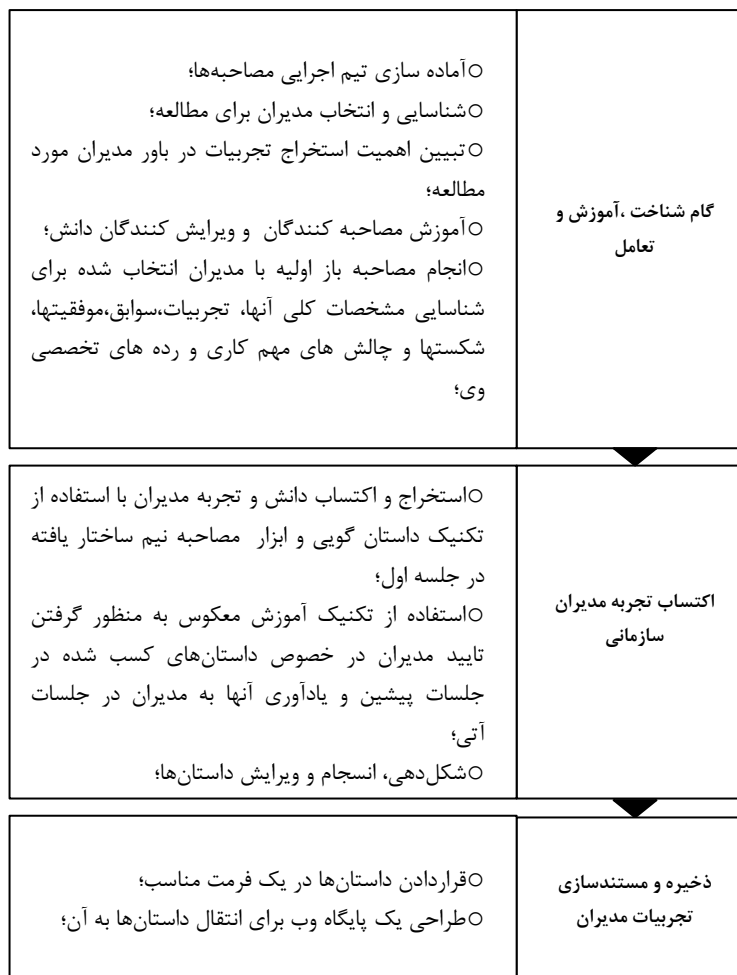 گام شناخت ،آموزش و
تعامل
○آماده سازی تیم اجرایی مصاحبه‌ها؛
○شناسایی و انتخاب مدیران برای مطالعه؛
○تبیین اهمیت استخراج تجربیات در باور مدیران مورد
مطالعه؛
○آموزش مصاحبه کنندگان و ویرایش کنندگان دانش؛
○انجام مصاحبه باز اولیه با مدیران انتخاب شده برای
شناسایی مشخصات کلی آنها، تجربیات،سوابق،موفقیتها،
شکستها و چالش های مهم کاری و رده های تخصصی
وی؛
اکتساب تجربه مدیران
سازمانی
○استخراج و اکتساب دانش و تجربه مدیران با استفاده از
تکنیک داستان گویی و ابزار مصاحبه نیم ساختار یافته
در جلسه اول؛
○استفاده از تکنیک آموزش معکوس به منظور گرفتن
تایید مدیران در خصوص داستان‌های کسب شده در
جلسات پیشین و یادآوری آنها به مدیران در جلسات
آتی؛
○شکل‌دهی، انسجام و ویرایش داستان‌ها؛
ذخیره و مستندسازی
تجربیات مدیران
○قراردادن داستان‌ها در یک فرمت مناسب؛
○طراحی یک پایگاه وب برای انتقال داستان‌ها به آن؛